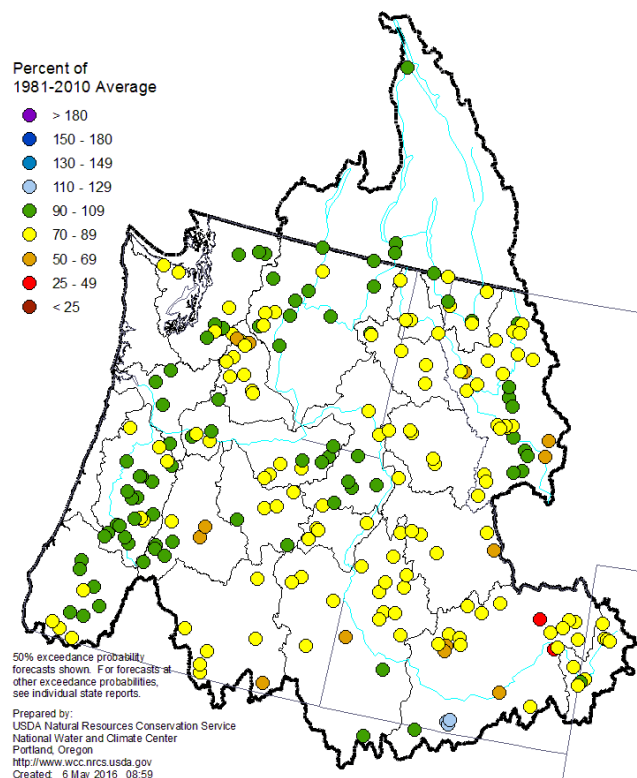 Percent of
1981-2010 Average
> 180
150 - 180
130 - 149
110 - 129
90 - 109
70 - 89
50 - 69
25 - 49
< 25
50% exceedance probability
forecasts shown. For forecasts at
other exceedance probabilities,
see individual state reports.
Prepared by:
USDA Natural Resources Conservation Service
National Water and Climate Center
Portland, Oregon
http://www.wcc.nrcs.usda.gov
Created: 6 May 2016 08:59